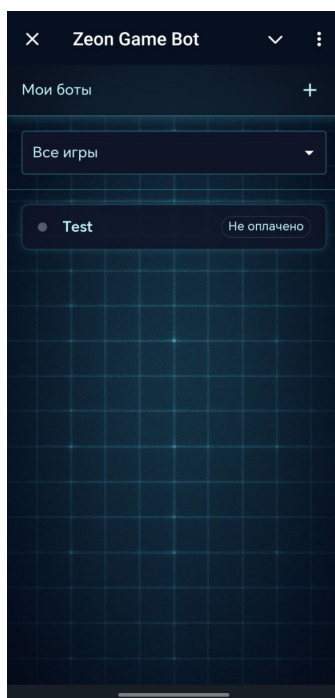 Zeon Game Bot
Мои боты
Все игры
Test Не оплачено